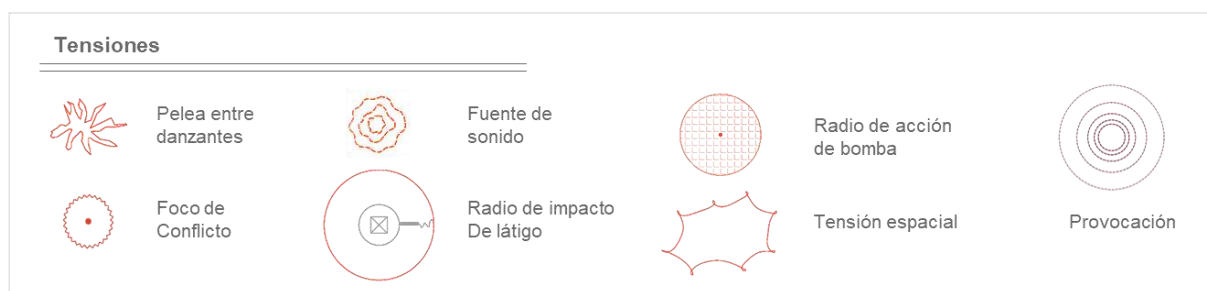 Tensiones
Pelea entre
danzantes
Fuente de
sonido
Radio de acción
de bomba
Foco de
Conflicto
Radio de impacto
De látigo
Tensión espacial
Provocación